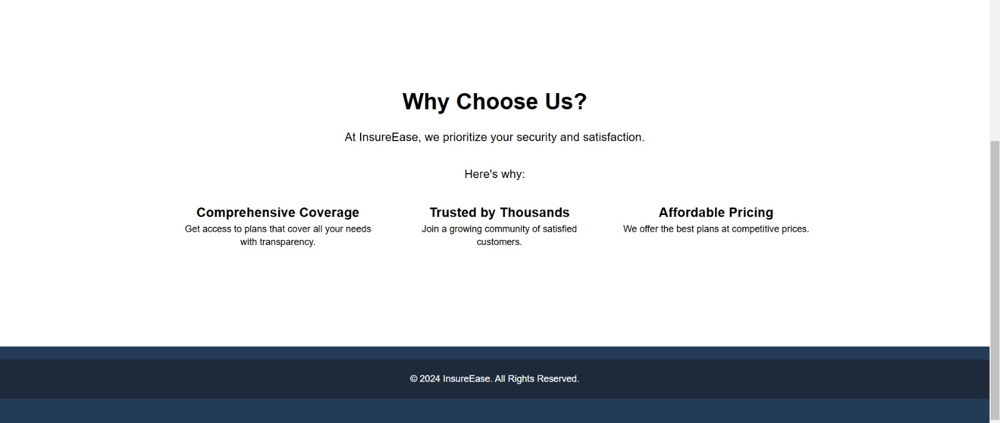 Why Choose Us?
At InsureEase, we prioritize your security and satisfaction.
Here's why:
Comprehensive Coverage
Get access to plans that cover all your needs
with transparency.
Trusted by Thousands
Join a growing community of satisfied
customers.
Affordable Pricing
We offer the best plans at competitive prices.
© 2024 InsureEase. All Rights Reserved.